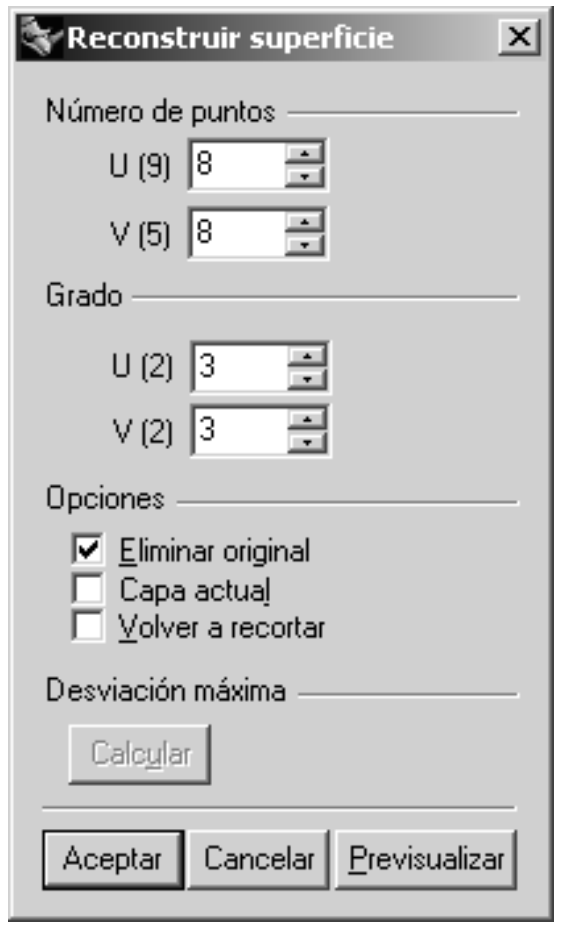 Reconstruir superficie
Número de puntos
U (9) 8
V (5) 8
Grado
U (2) 3
V (2) 3
Opciones
Eliminar original
Capa actual
Volver a recortar
Desviación máxima
Calcular
Aceptar Cancelar Previsualizar